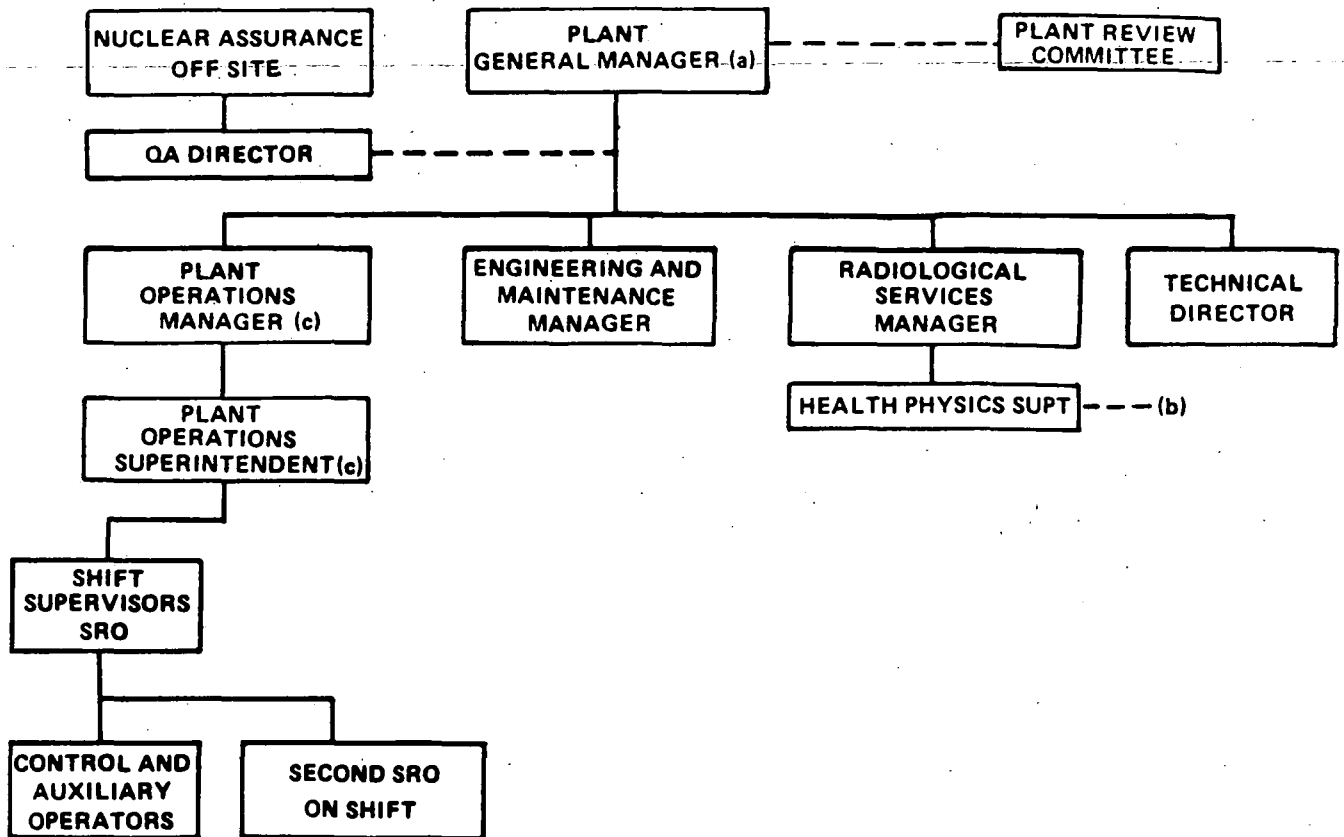 NUCLEAR ASSURANCE
OFF SITE
PLANT
GENERAL MANAGER (a)
PLANT REVIEW
COMMITTEE
QA DIRECTOR
PLANT
OPERATIONS
MANAGER (c)
ENGINEERING AND
MAINTENANCE
MANAGER
RADIOLOGICAL
SERVICES
MANAGER
TECHNICAL
DIRECTOR
PLANT
OPERATIONS
SUPERINTENDENT (c)
HEALTH PHYSICS SUPT
(b)
SHIFT
SUPERVISORS
SRO
CONTROL AND
AUXILIARY
OPERATORS
SECOND SRO
ON SHIFT